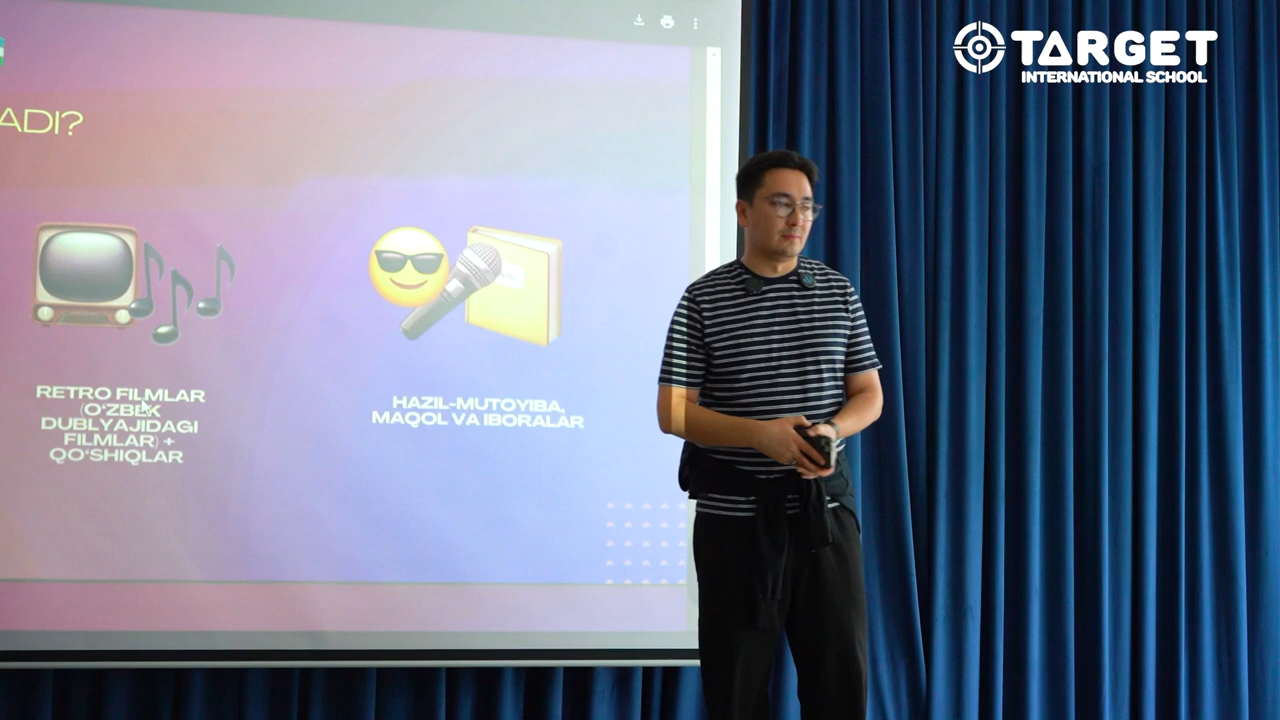 TARGET
INTERNATIONAL SCHOOL
ADI?
RETRO FILMLAR
(O‘ZBEK
DUBLYAJIDAGI
FILMLAR) +
QO‘SHIQLAR
HAZIL-MUTOYIBA,
MAQOL VA IBORALAR